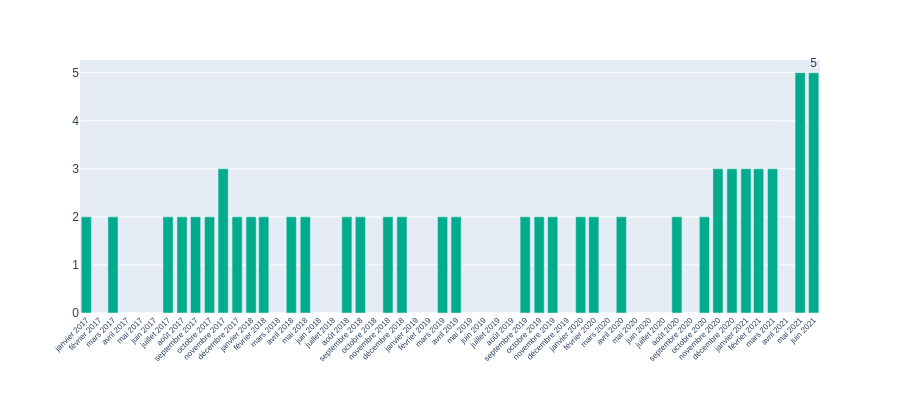 5
5
4
3
2
1
0
janvier 2017
février 2017
mars 2017
avril 2017
mai 2017
juin 2017
juillet 2017
août 2017
septembre 2017
octobre 2017
novembre 2017
décembre 2017
janvier 2018
février 2018
mars 2018
avril 2018
mai 2018
juin 2018
juillet 2018
août 2018
septembre 2018
octobre 2018
novembre 2018
décembre 2018
janvier 2019
février 2019
mars 2019
avril 2019
mai 2019
juin 2019
juillet 2019
août 2019
septembre 2019
octobre 2019
novembre 2019
décembre 2019
janvier 2020
février 2020
mars 2020
avril 2020
mai 2020
juin 2020
juillet 2020
août 2020
septembre 2020
octobre 2020
novembre 2020
décembre 2020
janvier 2021
février 2021
mars 2021
avril 2021
mai 2021
juin 2021